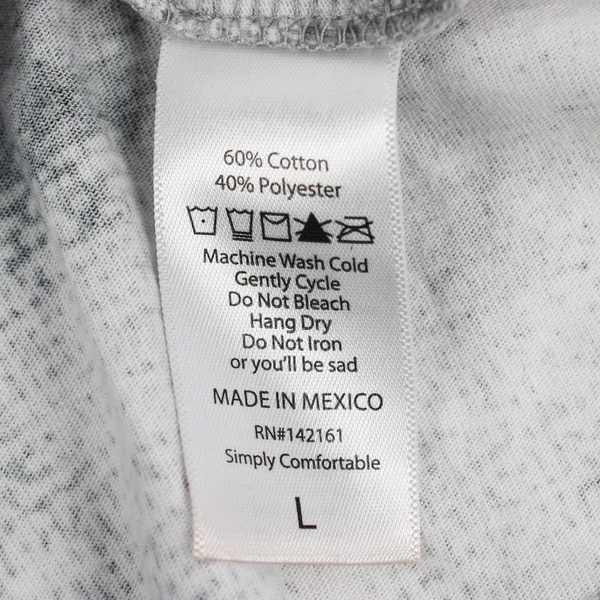 60% Cotton
40% Polyester
Machine Wash Cold
Gently Cycle
Do Not Bleach
Hang Dry
Do Not Iron
or you'll be sad
MADE IN MEXICO
RN#142161
Simply Comfortable
L